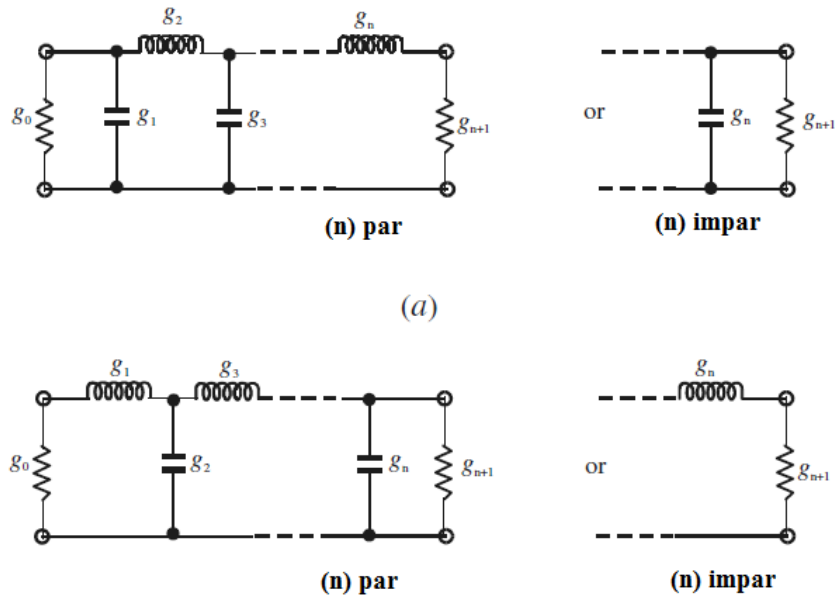 g2 gn
g0 g1 g3 gn+1 or gn gn+1
(n) par (n) impar
(a)
g1 g3 gn
g0 g2 gn gn+1 or gn+1
(n) par (n) impar